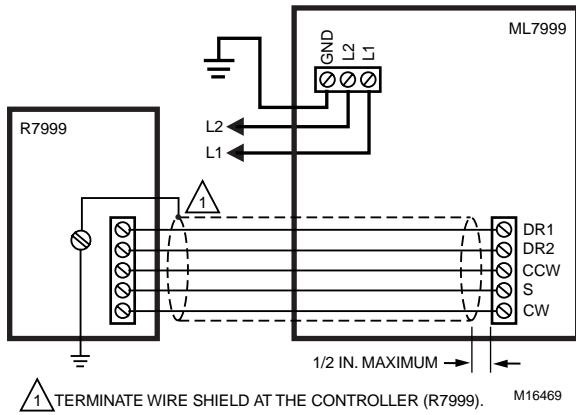 ML7999
GND
L2
L1
L2
L1
R7999
1
DR1
DR2
CCW
S
CW
1/2 IN. MAXIMUM
1 TERMINATE WIRE SHIELD AT THE CONTROLLER (R7999).
M16469